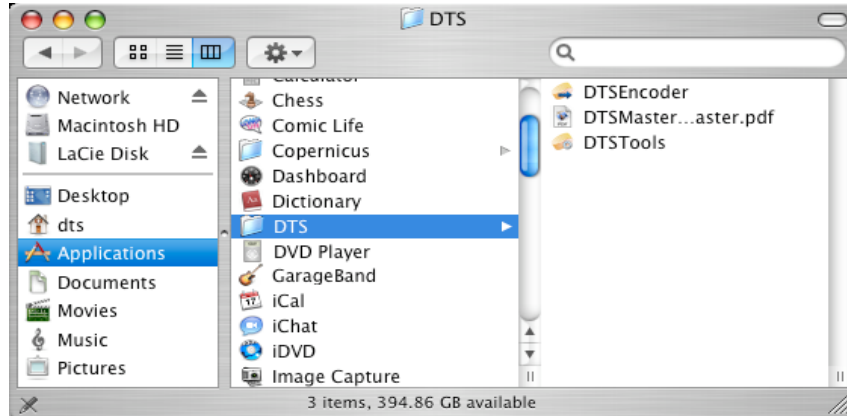 DTS
Network
Macintosh HD
LaCie Disk
Desktop
dts
Applications
Documents
Movies
Music
Pictures
Calculator
Chess
Comic Life
Copernicus
Dashboard
Dictionary
DTS
DVD Player
GarageBand
iCal
iChat
iDVD
Image Capture
DTSEncoder
DTSMaster...aster.pdf
DTSTools
3 items, 394.86 GB available